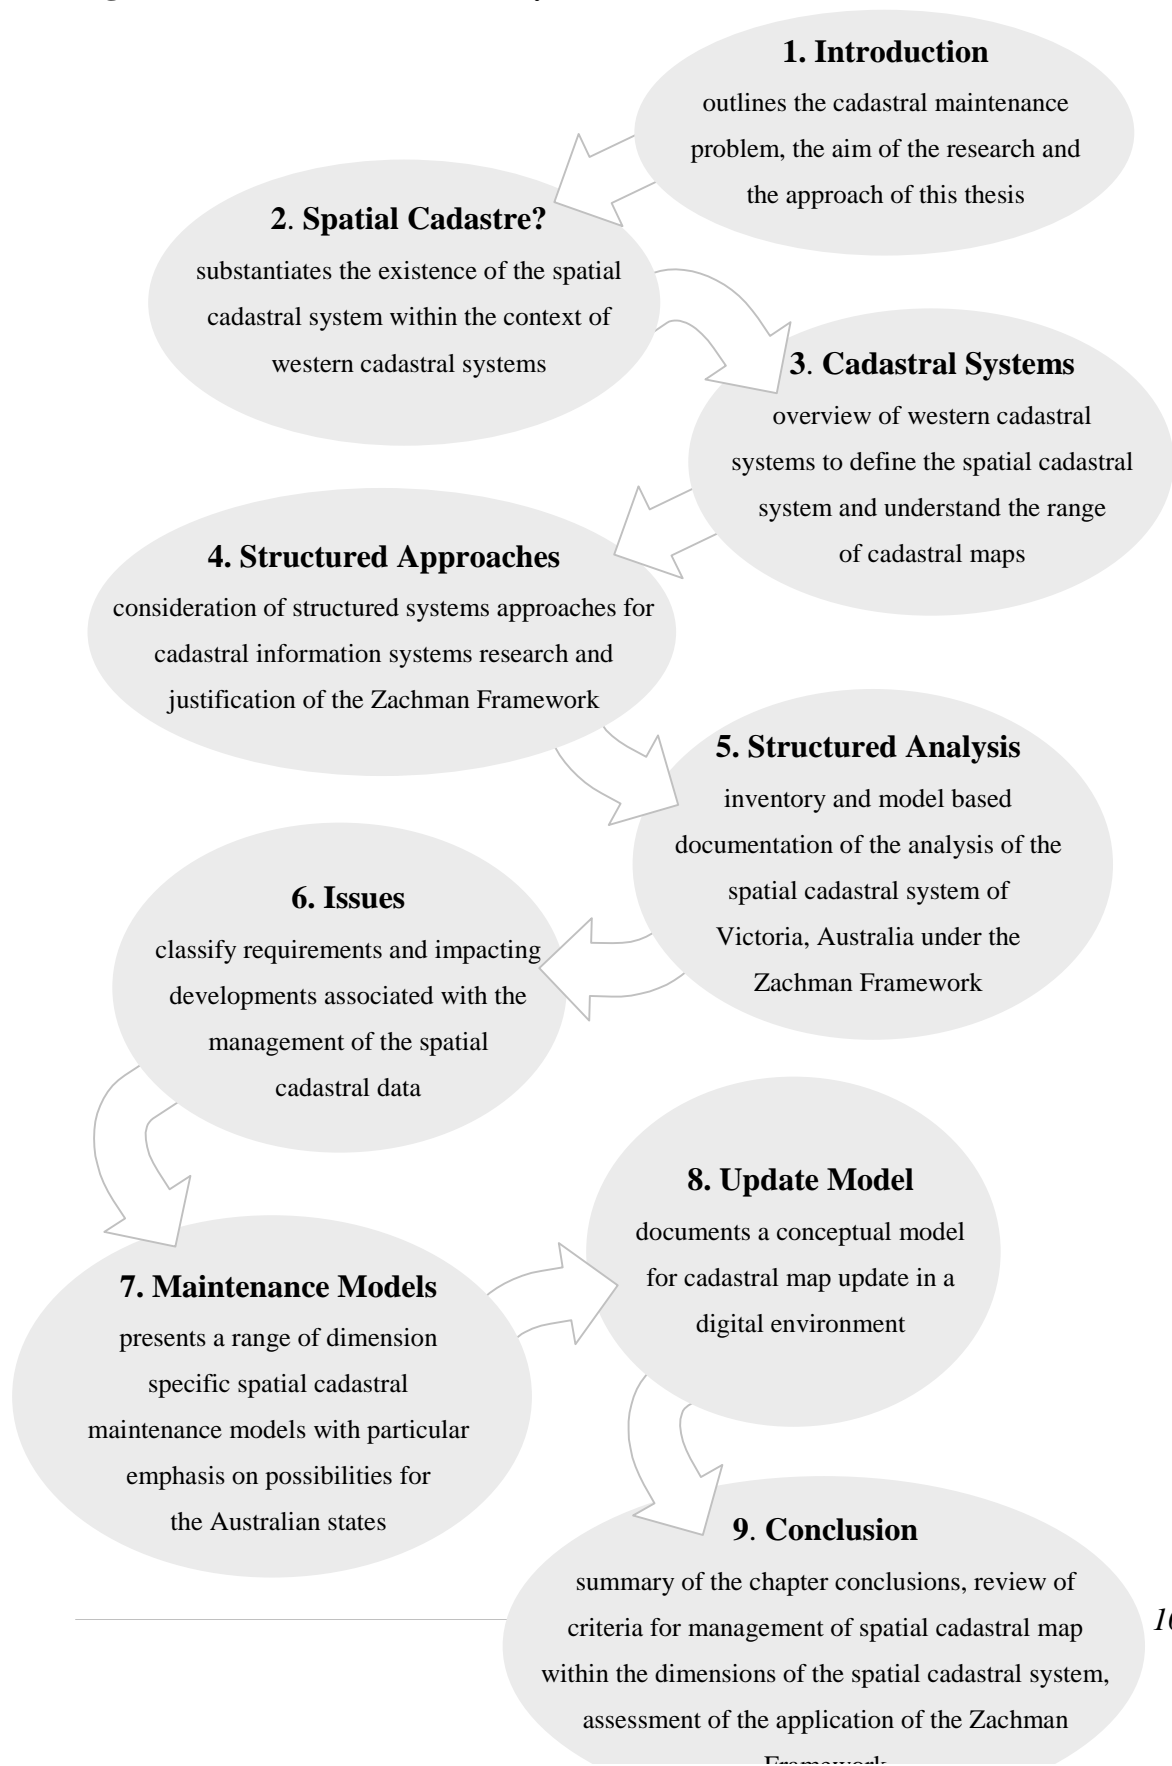 1. Introduction
outlines the cadastral maintenance
problem, the aim of the research and
the approach of this thesis
2. Spatial Cadastre?
substantiates the existence of the spatial
cadastral system within the context of
western cadastral systems
3. Cadastral Systems
overview of western cadastral
systems to define the spatial cadastral
system and understand the range
of cadastral maps
4. Structured Approaches
consideration of structured systems approaches for
cadastral information systems research and
justification of the Zachman Framework
5. Structured Analysis
inventory and model based
documentation of the analysis of the
spatial cadastral system of
Victoria, Australia under the
Zachman Framework
6. Issues
classify requirements and impacting
developments associated with the
management of the spatial
cadastral data
7. Maintenance Models
presents a range of dimension
specific spatial cadastral
maintenance models with particular
emphasis on possibilities for
the Australian states
8. Update Model
documents a conceptual model
for cadastral map update in a
digital environment
9. Conclusion
summary of the chapter conclusions, review of
criteria for management of spatial cadastral map
within the dimensions of the spatial cadastral system,
assessment of the application of the Zachman
Framework